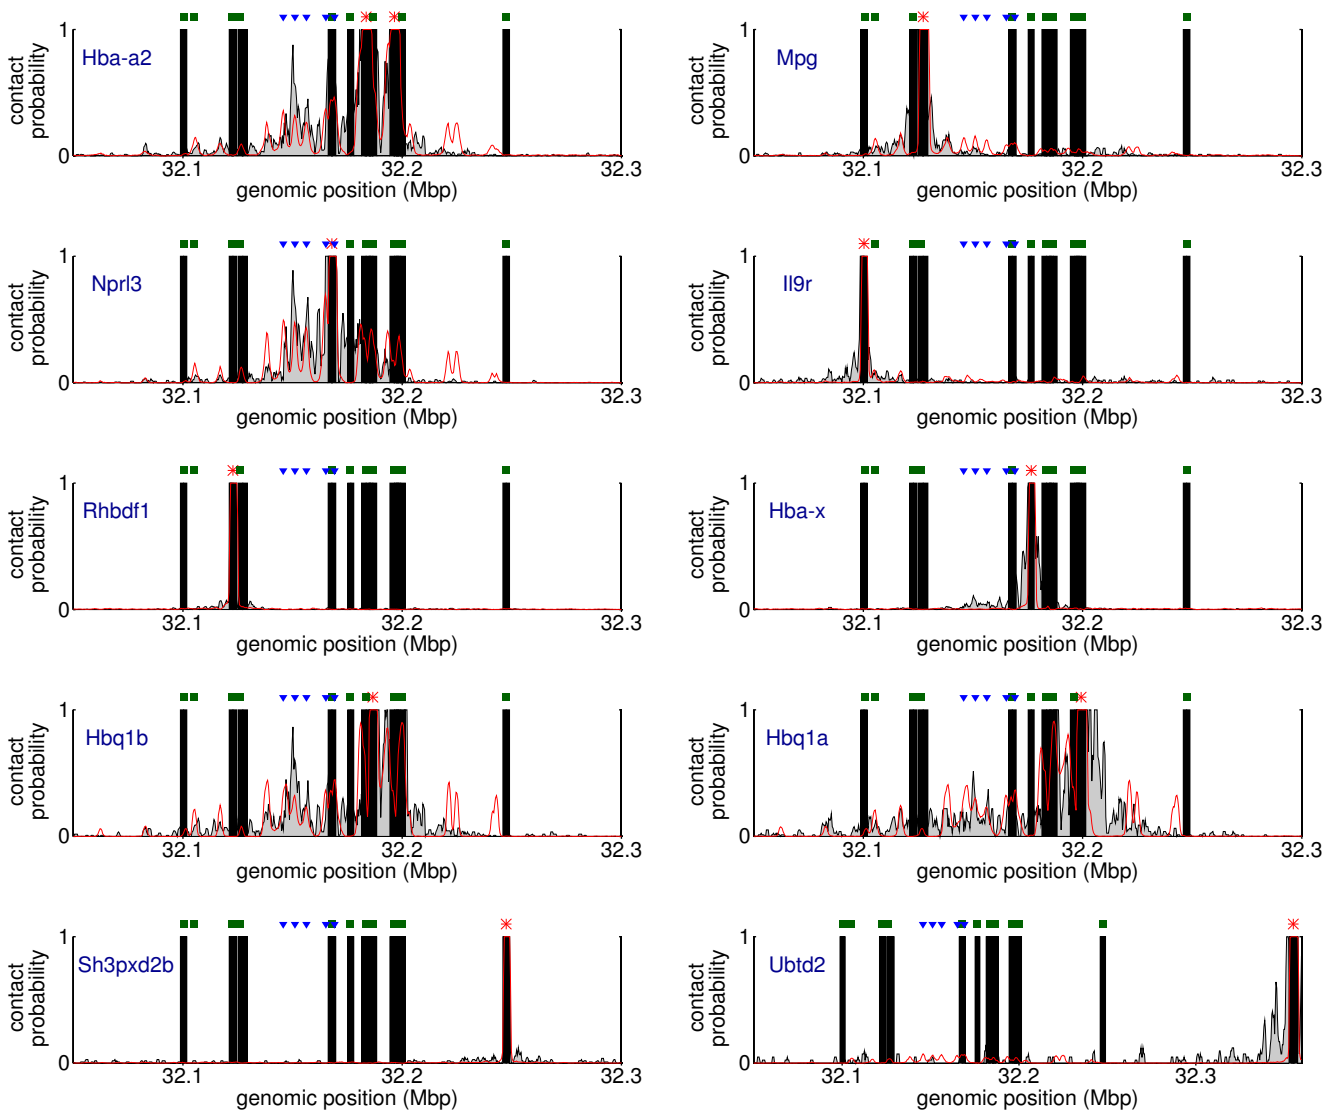 1
Hba-a2
contact
probability
0
32.1
32.2
32.3
genomic position (Mbp)
1
Mpg
contact
probability
0
32.1
32.2
32.3
genomic position (Mbp)
1
Nprl3
contact
probability
0
32.1
32.2
32.3
genomic position (Mbp)
1
Il9r
contact
probability
0
32.1
32.2
32.3
genomic position (Mbp)
1
Rhbdf1
contact
probability
0
32.1
32.2
32.3
genomic position (Mbp)
1
Hba-x
contact
probability
0
32.1
32.2
32.3
genomic position (Mbp)
1
Hbq1b
contact
probability
0
32.1
32.2
32.3
genomic position (Mbp)
1
Hbq1a
contact
probability
0
32.1
32.2
32.3
genomic position (Mbp)
1
Sh3pxd2b
contact
probability
0
32.1
32.2
32.3
genomic position (Mbp)
1
Ubtd2
contact
probability
0
32.1
32.2
32.3
genomic position (Mbp)